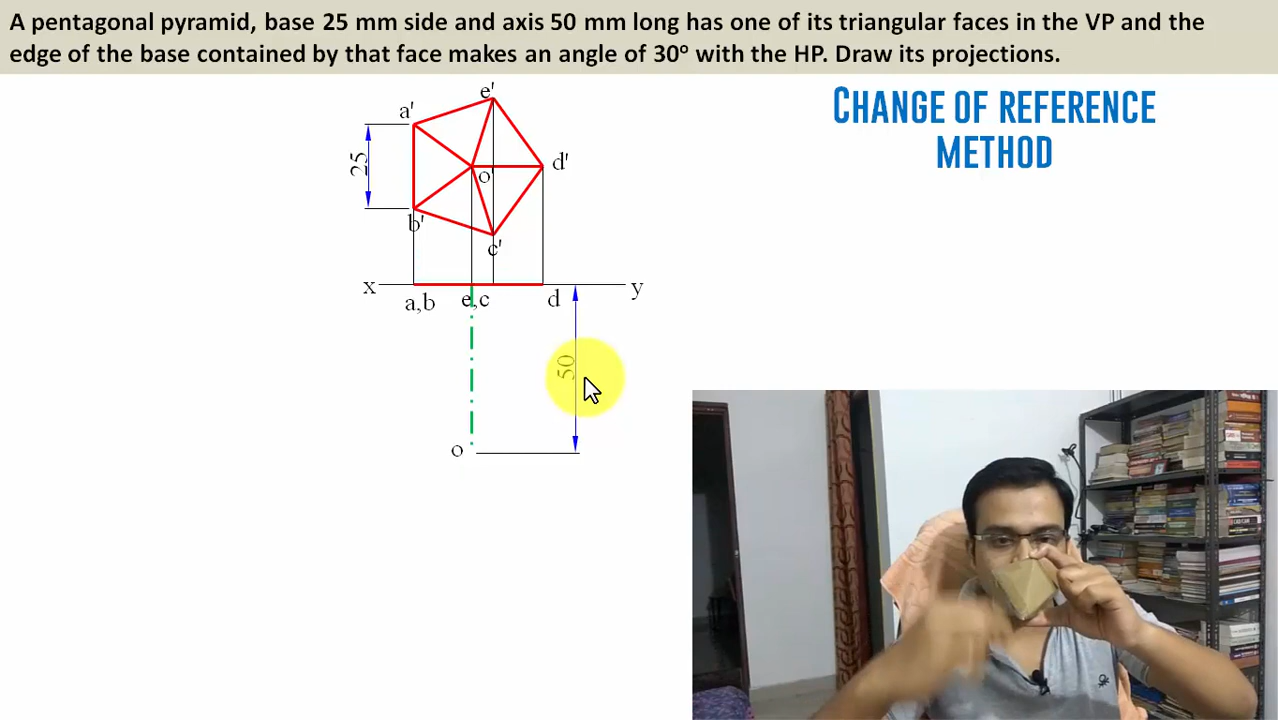 A pentagonal pyramid, base 25 mm side and axis 50 mm long has one of its triangular faces in the VP and the
edge of the base contained by that face makes an angle of 30° with the HP. Draw its projections.
CHANGE OF REFERENCE
METHOD
e'
a'
25
d'
o'
b'
c'
x
y
a,b
e,c
d
50
o